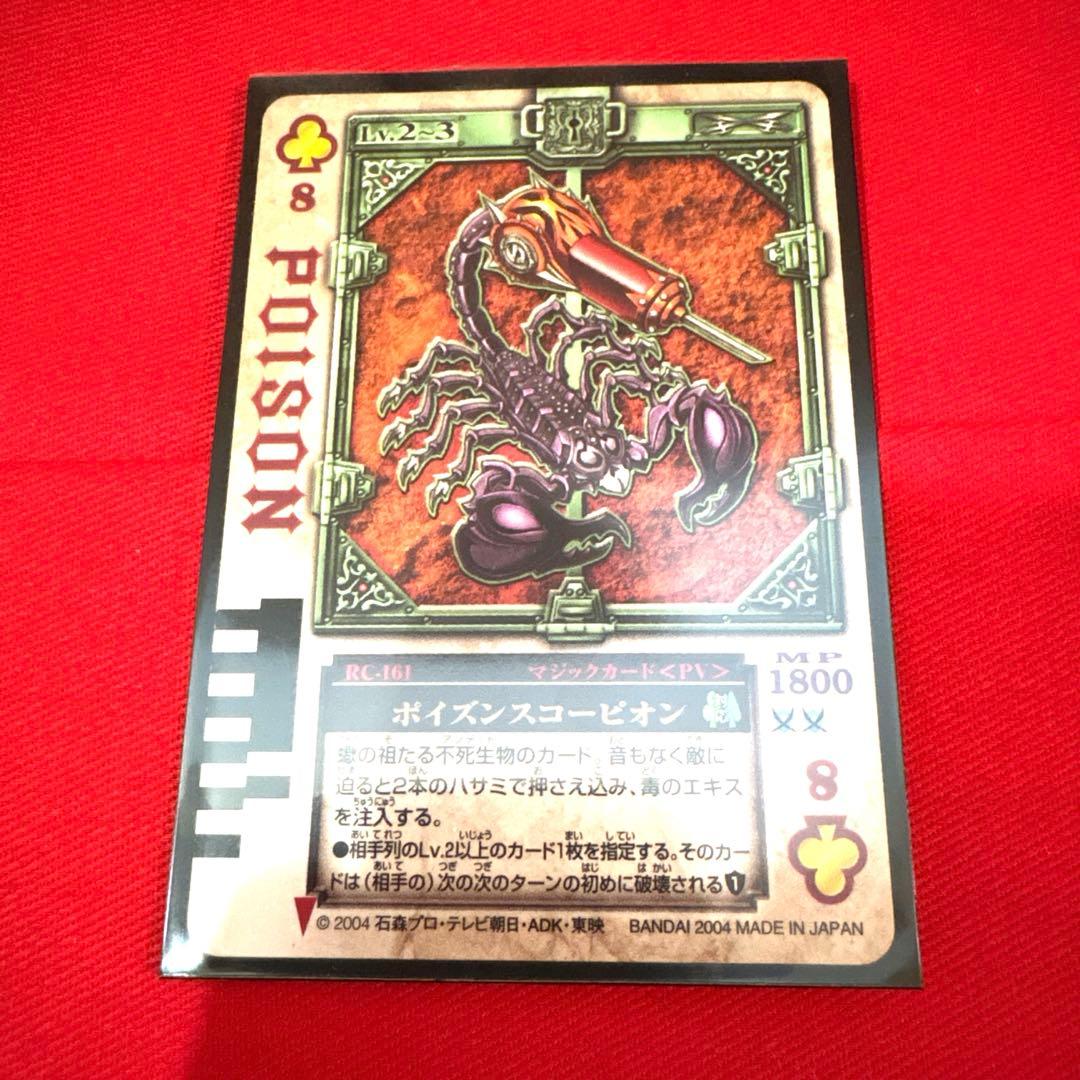 8
Lv.2~3
POISON
RC-161 マジックカード<PV>
ポイズンスコーピオン
MP
1800
蠍の祖たる不死生物のカード。音もなく敵に
迫ると2本のハサミで押さえ込み、毒のエキス
を注入する。
●相手列のLv.2以上のカード1枚を指定する。そのカー
ドは(相手の)次の次のターンの初めに破壊される1
8
© 2004 石森プロ・テレビ朝日・ADK・東映 BANDAI 2004 MADE IN JAPAN